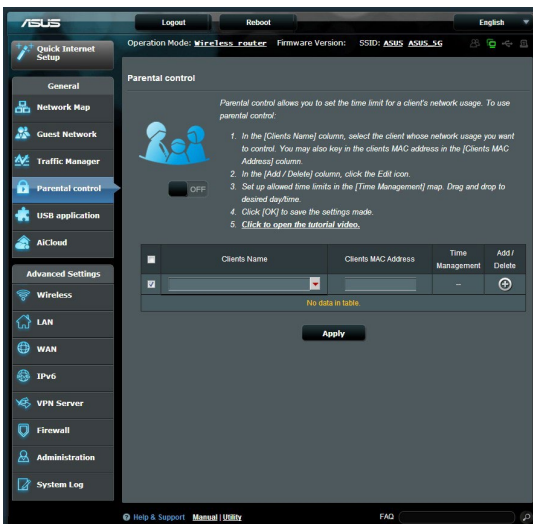 ASUS
Logout Reboot English
Quick Internet
Setup
Operation Mode: Wireless router Firmware Version: SSID: ASUS ASUS_5G
General
Network Map
Guest Network
Traffic Manager
Parental control
USB application
AiCloud
Advanced Settings
Wireless
LAN
WAN
IPv6
VPN Server
Firewall
Administration
System Log
Parental control
Parental control allows you to set the time limit for a client's network usage. To use
parental control:
1. In the [Clients Name] column, select the client whose network usage you want
to control. You may also key in the clients MAC address in the [Clients MAC
Address] column.
2. In the [Add / Delete] column, click the Edit icon.
3. Set up allowed time limits in the [Time Management] map. Drag and drop to
desired day/time.
4. Click [OK] to save the settings made.
5. Click to open the tutorial video.
OFF
Clients Name Clients MAC Address Time Management Add / Delete
--
No data in table.
Apply
Help & Support Manual | Utility FAQ